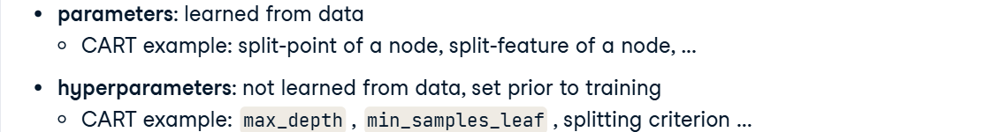 • parameters: learned from data
◦ CART example: split-point of a node, split-feature of a node, ...
• hyperparameters: not learned from data, set prior to training
◦ CART example: max_depth , min_samples_leaf , splitting criterion ...